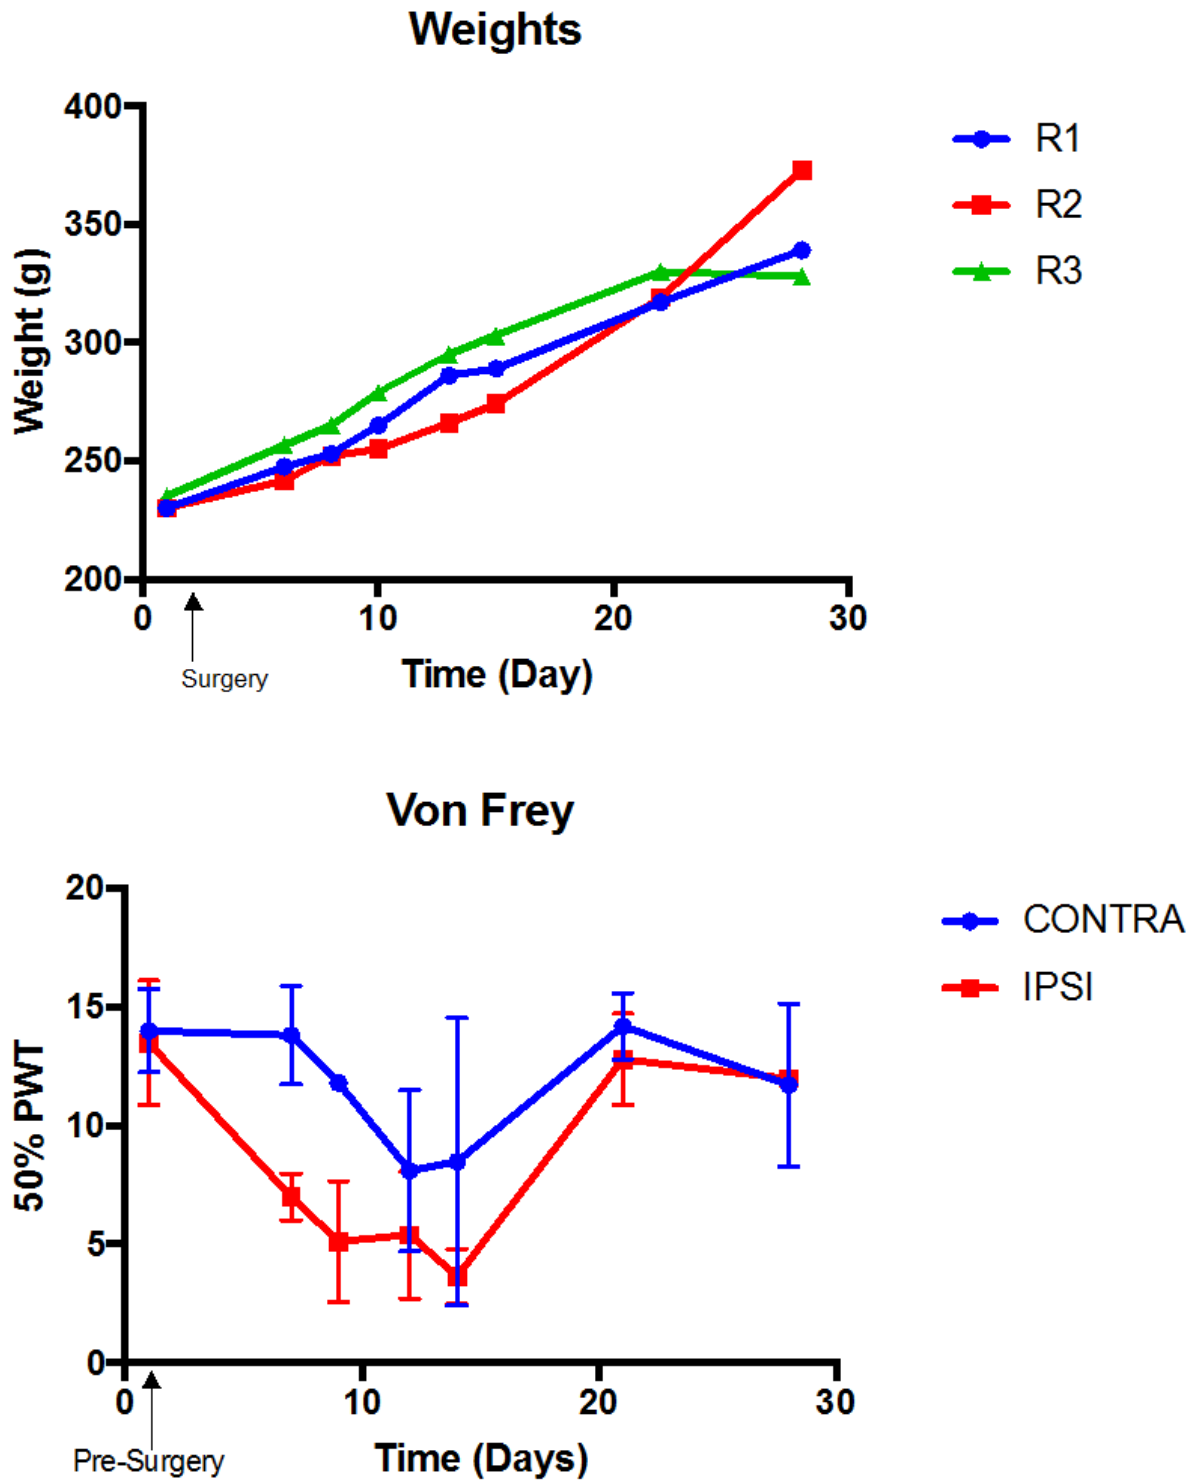 Weights
400
350
300
250
200
Weight (g)
0 10 20 30
Surgery
Time (Day)
R1
R2
R3
Von Frey
20
15
10
5
0
50% PWT
0 10 20 30
Pre-Surgery
Time (Days)
CONTRA
IPSI